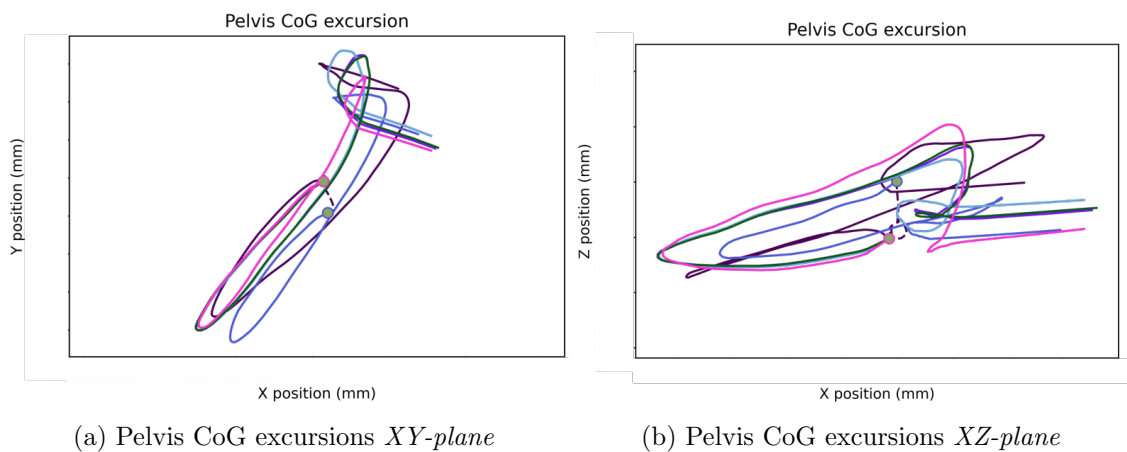 Pelvis CoG excursion
Y position (mm)
X position (mm)
(a) Pelvis CoG excursions XY-plane
Pelvis CoG excursion
Z position (mm)
X position (mm)
(b) Pelvis CoG excursions XZ-plane